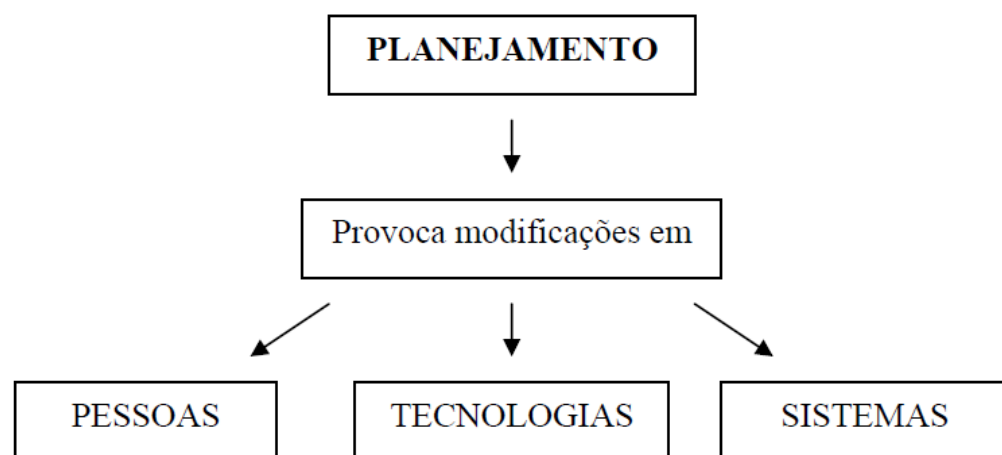 PLANEJAMENTO
Provoca modificações em
PESSOAS
TECNOLOGIAS
SISTEMAS